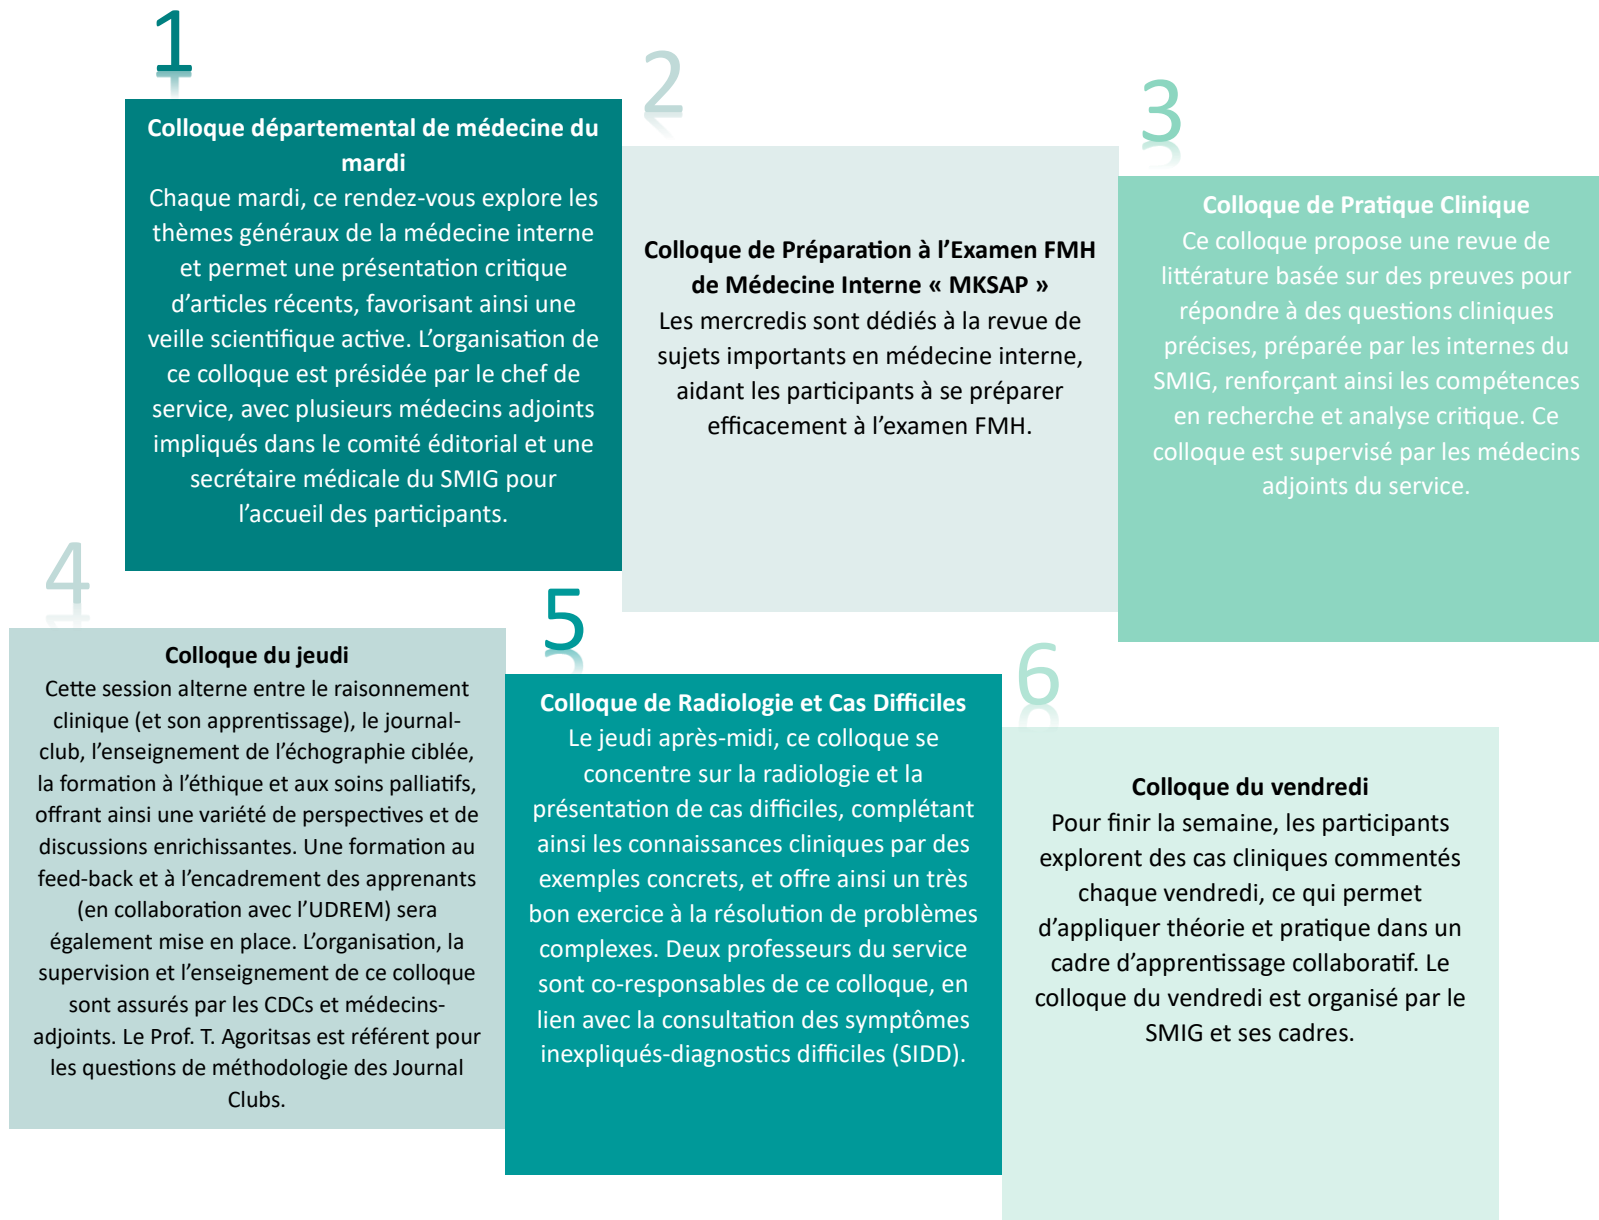 1
Colloque départemental de médecine du
mardi
Chaque mardi, ce rendez-vous explore les
thèmes généraux de la médecine interne
et permet une présentation critique
d’articles récents, favorisant ainsi une
veille scientifique active. L’organisation de
ce colloque est présidée par le chef de
service, avec plusieurs médecins adjoints
impliqués dans le comité éditorial et une
secrétaire médicale du SMIG pour
l’accueil des participants.
2
Colloque de Préparation à l’Examen FMH
de Médecine Interne « MKSAP »
Les mercredis sont dédiés à la revue de
sujets importants en médecine interne,
aidant les participants à se préparer
efficacement à l’examen FMH.
3
Colloque de Pratique Clinique
Ce colloque propose une revue de
littérature basée sur des preuves pour
répondre à des questions cliniques
précises, préparée par les internes du
SMIG, renforçant ainsi les compétences
en recherche et analyse critique. Ce
colloque est supervisé par les médecins
adjoints du service.
4
Colloque du jeudi
Cette session alterne entre le raisonnement
clinique (et son apprentissage), le journal-
club, l’enseignement de l’échographie ciblée,
la formation à l’éthique et aux soins palliatifs,
offrant ainsi une variété de perspectives et de
discussions enrichissantes. Une formation au
feed-back et à l’encadrement des apprenants
(en collaboration avec l’UDREM) sera
également mise en place. L’organisation, la
supervision et l’enseignement de ce colloque
sont assurés par les CDCs et médecins-
adjoints. Le Prof. T. Agoritsas est référent pour
les questions de méthodologie des Journal
Clubs.
5
Colloque de Radiologie et Cas Difficiles
Le jeudi après-midi, ce colloque se
concentre sur la radiologie et la
présentation de cas difficiles, complétant
ainsi les connaissances cliniques par des
exemples concrets, et offre ainsi un très
bon exercice à la résolution de problèmes
complexes. Deux professeurs du service
sont co-responsables de ce colloque, en
lien avec la consultation des symptômes
inexpliqués-diagnostics difficiles (SIDD).
6
Colloque du vendredi
Pour finir la semaine, les participants
explorent des cas cliniques commentés
chaque vendredi, ce qui permet
d’appliquer théorie et pratique dans un
cadre d’apprentissage collaboratif. Le
colloque du vendredi est organisé par le
SMIG et ses cadres.